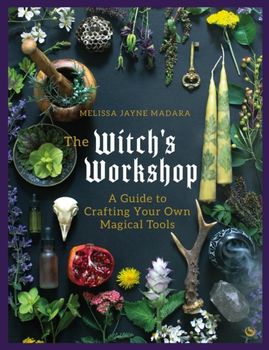 MELISSA JAYNE MADARA
The Witch's
Workshop
A Guide to
Crafting Your Own
Magical Tools